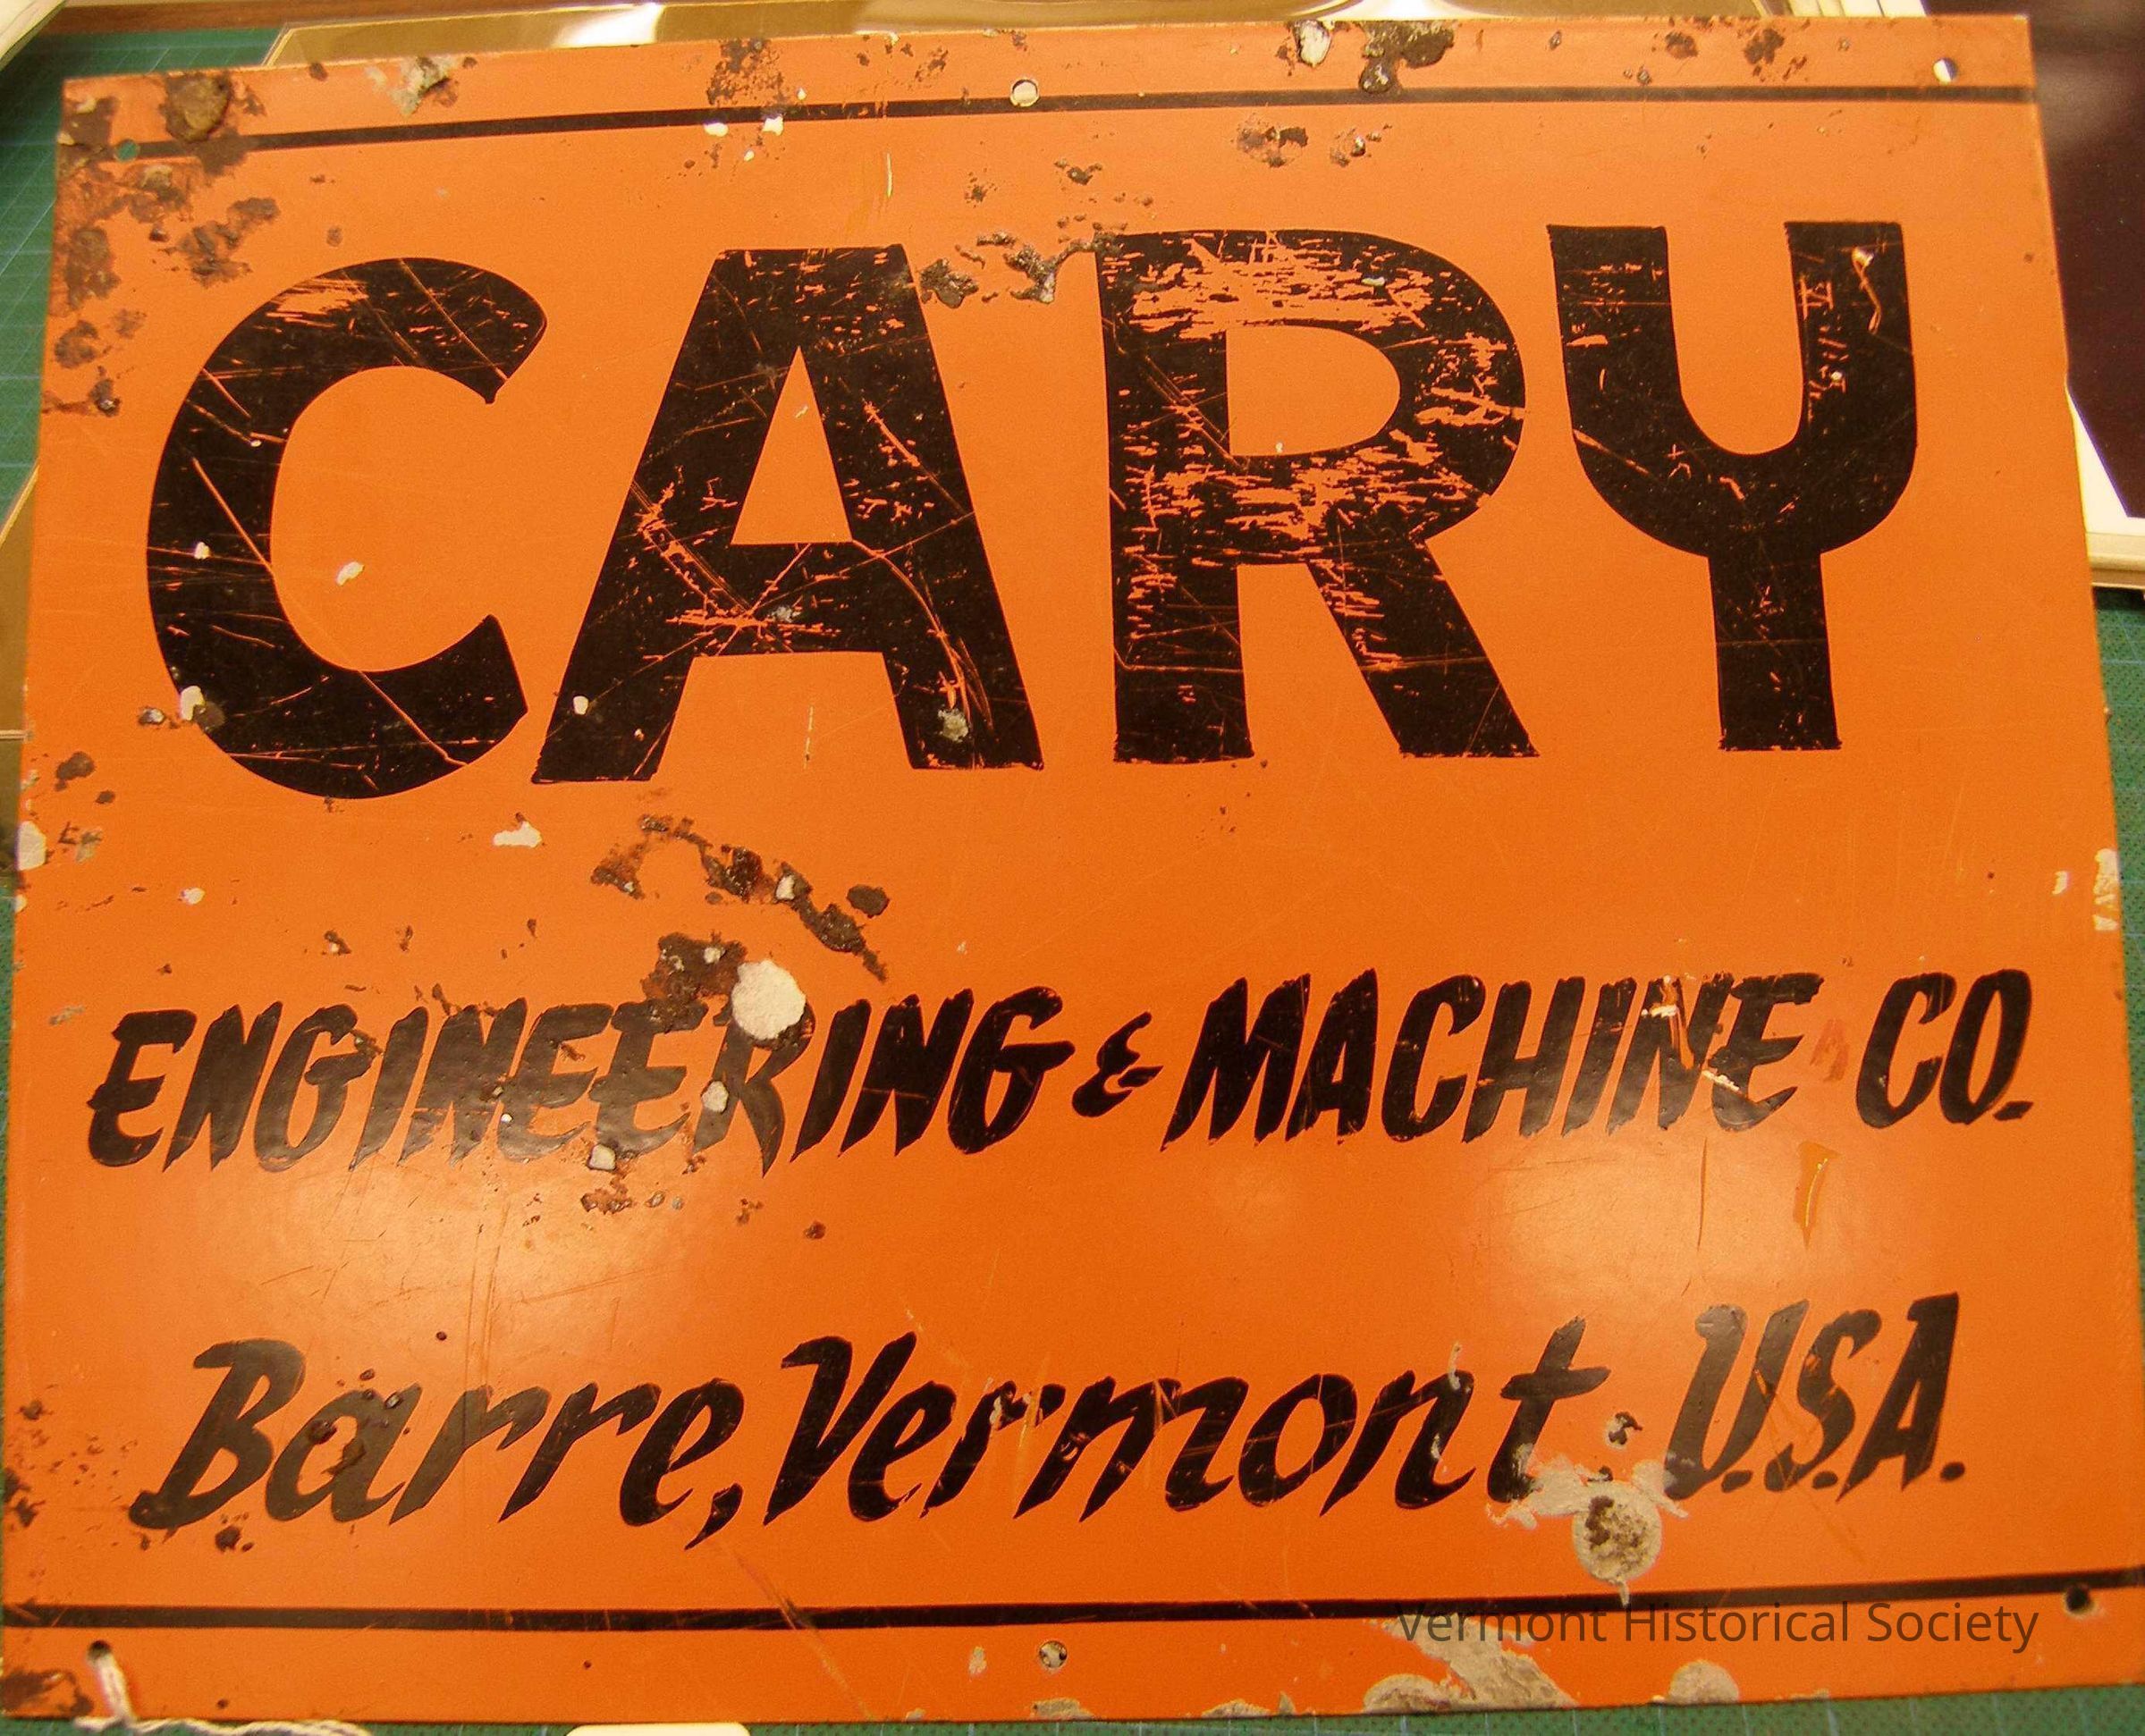 CARY
ENGINEERING & MACHINE CO.
Barre, Vermont. U.S.A.
Vermont Historical Society